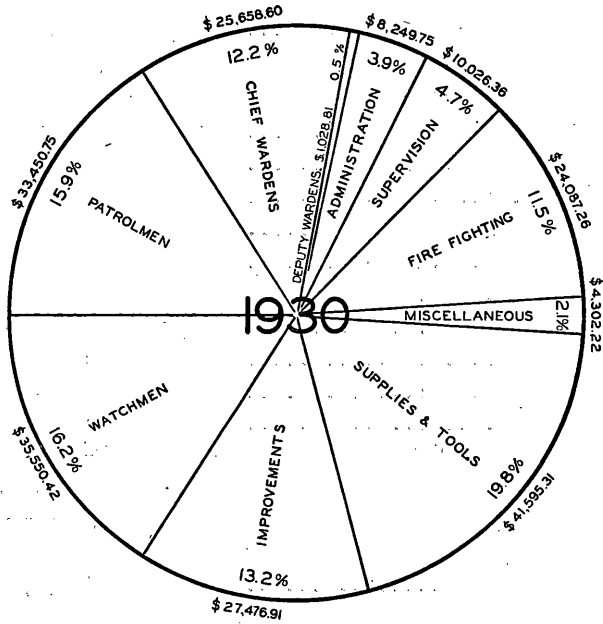 $ 25,658.60
12.2 %
CHIEF WARDENS
0.5 %
DEPUTY WARDENS, $1,028.81
$ 8,249.75
3.9%
ADMINISTRATION
$ 10,026.36
4.7%
SUPERVISION
$ 24,087.26
11.5 %
FIRE FIGHTING
$ 4,302.22
2.1%
MISCELLANEOUS
1930
SUPPLIES & TOOLS
19.8%
$ 41,595.31
IMPROVEMENTS
13.2 %
$ 27,476.91
WATCHMEN
16.2%
$ 35,550.42
PATROLMEN
15.9%
$ 33,450.75